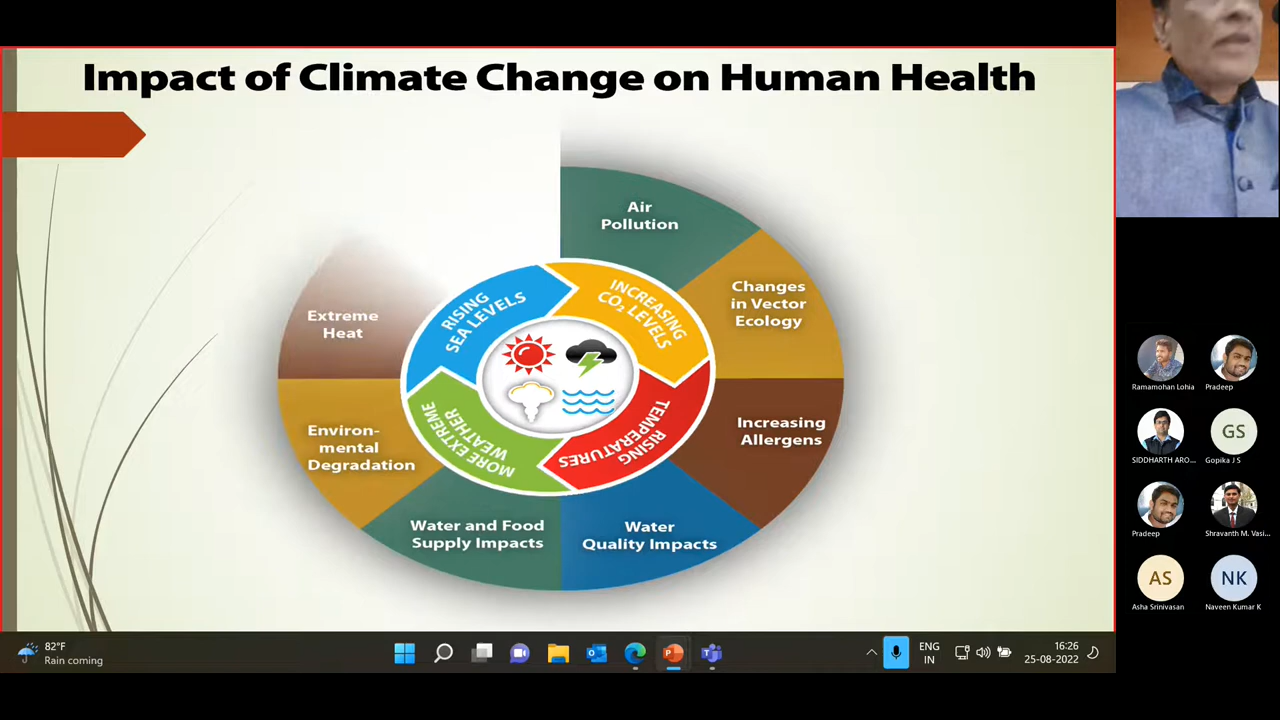 Impact of Climate Change on Human Health
Air
Pollution
Changes
in Vector
Ecology
Increasing
Allergens
Water
Quality Impacts
Water and Food
Supply Impacts
Environ-
mental
Degradation
Extreme
Heat
RISING
SEA LEVELS
INCREASING
CO₂ LEVELS
RISING
TEMPERATURES
MORE EXTREME
WEATHER
Ramamohan Lohia
Pradeep
SIDDHARTH ARO...
GS
Gopika J S
Pradeep
Shravanth M. Vasi...
AS
Asha Srinivasan
NK
Naveen Kumar K
82°F
Rain coming
ENG
IN
16:26
25-08-2022